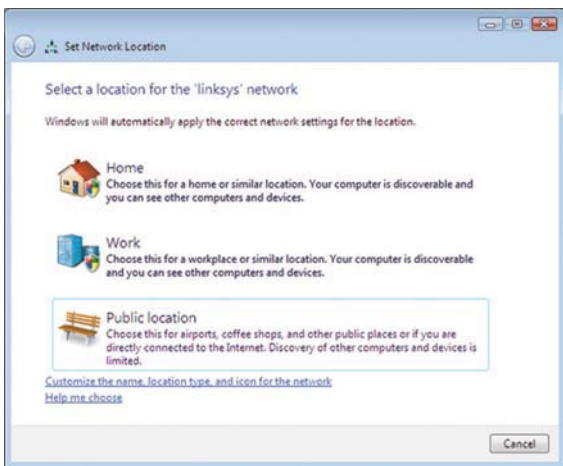 Set Network Location
Select a location for the 'linksys' network
Windows will automatically apply the correct network settings for the location.
Home
Choose this for a home or similar location. Your computer is discoverable and
you can see other computers and devices.
Work
Choose this for a workplace or similar location. Your computer is discoverable
and you can see other computers and devices.
Public location
Choose this for airports, coffee shops, and other public places or if you are
directly connected to the Internet. Discovery of other computers and devices is
limited.
Customize the name, location type, and icon for the network
Help me choose
Cancel